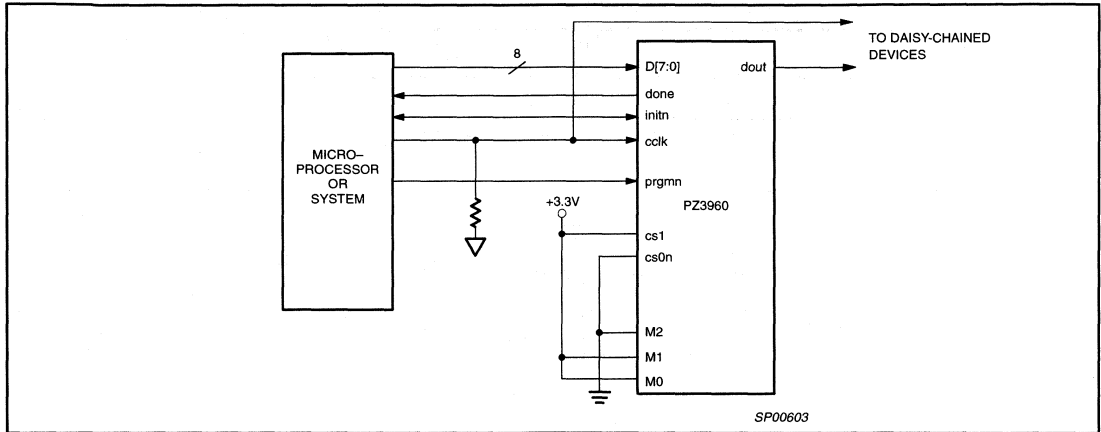 TO DAISY-CHAINED
DEVICES
8
D[7:0]
dout
done
initn
cclk
MICRO–
PROCESSOR
OR
SYSTEM
prgmn
+3.3V
PZ3960
cs1
cs0n
M2
M1
M0
SP00603